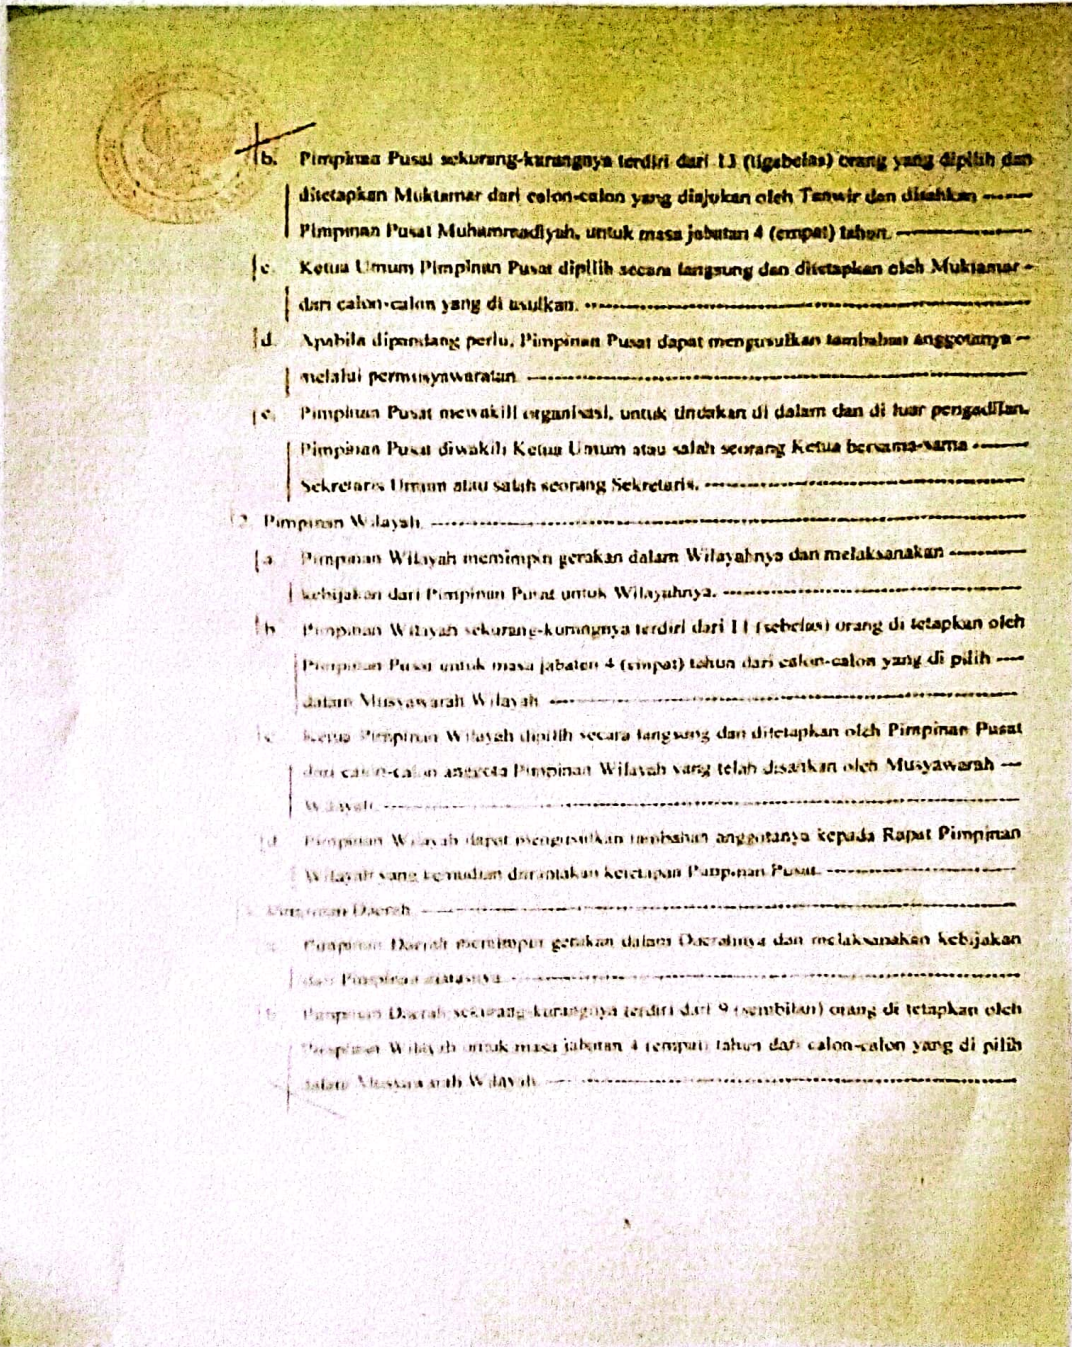 b. Pimpinan Pusat sekurang-kurangnya terdiri dari 13 (tigabelas) orang yang dipilih dan
ditetapkan Muktamar dari calon-calon yang diajukan oleh Tanwir dan disahkan
Pimpinan Pusat Muhammadiyah, untuk masa jabatan 4 (empat) tahun.
c. Ketua Umum Pimpinan Pusat dipilih secara langsung dan ditetapkan oleh Muktamar
dari calon-calon yang di usulkan.
d. Apabila dipandang perlu, Pimpinan Pusat dapat mengusulkan tambahan anggotanya
melalui permusyawaratan.
e. Pimpinan Pusat mewakili organisasi, untuk tindakan di dalam dan di luar pengadilan,
Pimpinan Pusat diwakili Ketua Umum atau salah seorang Ketua bersama-sama
Sekretaris Umum atau salah seorang Sekretaris.
2. Pimpinan Wilayah.
a. Pimpinan Wilayah memimpin gerakan dalam Wilayahnya dan melaksanakan
kebijakan dari Pimpinan Pusat untuk Wilayahnya.
b. Pimpinan Wilayah sekurang-kurangnya terdiri dari 11 (sebelas) orang di tetapkan oleh
Pimpinan Pusat untuk masa jabatan 4 (empat) tahun dari calon-calon yang di pilih
dalam Musyawarah Wilayah.
c. Ketua Pimpinan Wilayah dipilih secara langsung dan ditetapkan oleh Pimpinan Pusat
dari calon-calon anggota Pimpinan Wilayah yang telah disahkan oleh Musyawarah
Wilayah.
d. Pimpinan Wilayah dapat mengusulkan tambahan anggotanya kepada Rapat Pimpinan
Wilayah yang kemudian dimintakan ketetapan Pimpinan Pusat.
Pimpinan Daerah.
Pimpinan Daerah memimpin gerakan dalam Daerahnya dan melaksanakan kebijakan
dari Pimpinan diatasnya.
b. Pimpinan Daerah sekurang-kurangnya terdiri dari 9 (sembilan) orang di tetapkan oleh
Pimpinan Wilayah untuk masa jabatan 4 (empat) tahun dari calon-calon yang di pilih
dalam Musyawarah Wilayah.